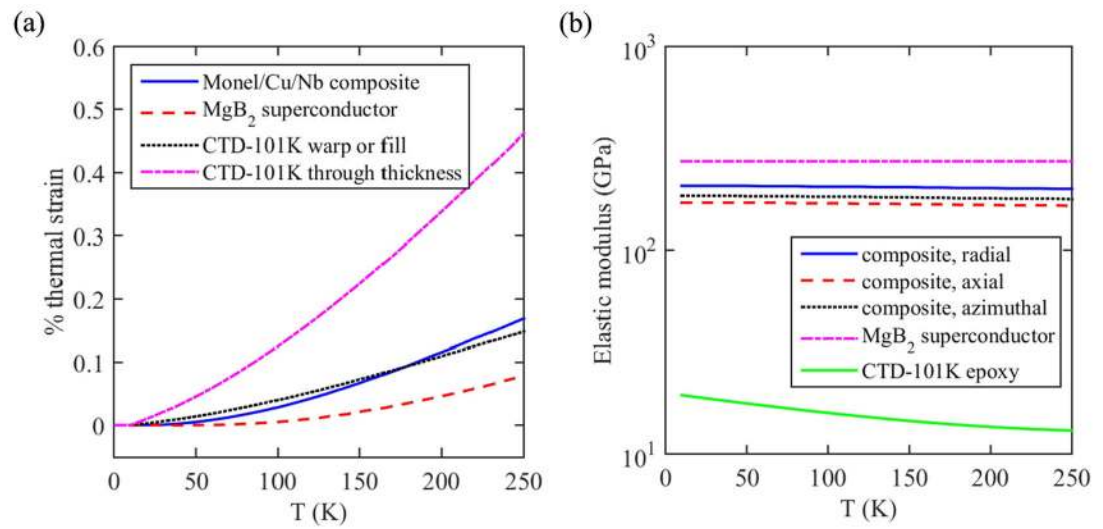 (a)
0.6
0.5
0.4
0.3
0.2
0.1
0
% thermal strain
Monel/Cu/Nb composite
MgB2 superconductor
CTD-101K warp or fill
CTD-101K through thickness
0 50 100 150 200 250
T (K)
(b)
10^3
10^2
10^1
Elastic modulus (GPa)
composite, radial
composite, axial
composite, azimuthal
MgB2 superconductor
CTD-101K epoxy
0 50 100 150 200 250
T (K)